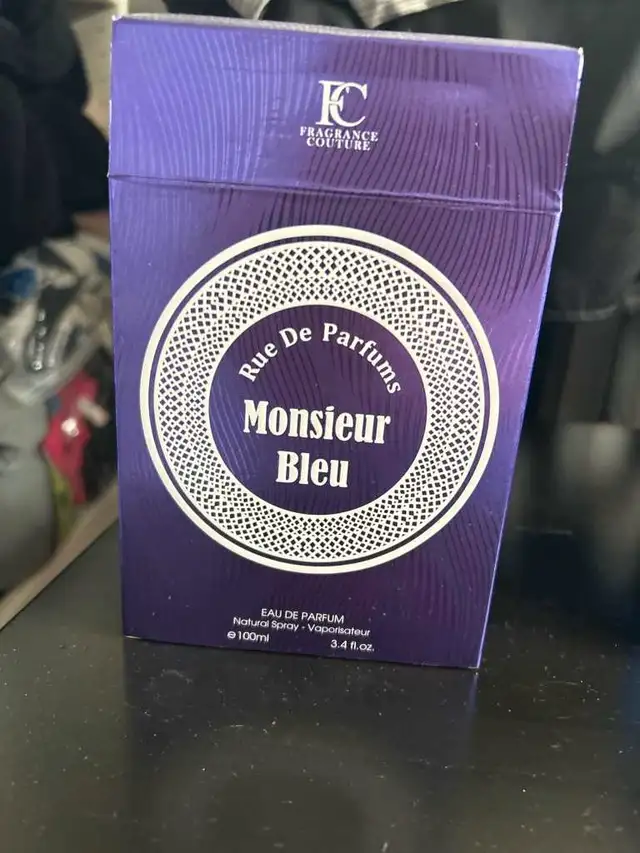 FC
FRAGRANCE
COUTURE
Rue De Parfums
Monsieur
Bleu
EAU DE PARFUM
Natural Spray - Vaporisateur
℮100ml 3.4 fl.oz.